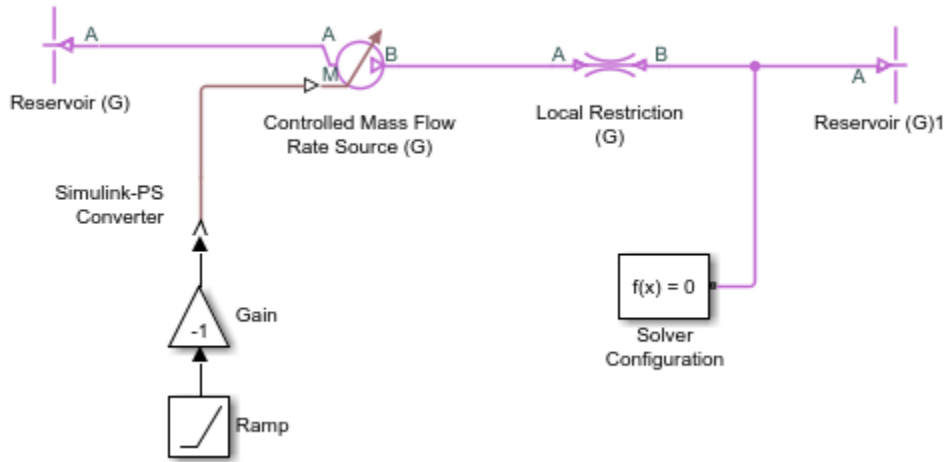 A
A
B
A
B
A
M
Reservoir (G)
Controlled Mass Flow
Rate Source (G)
Local Restriction
(G)
Reservoir (G)1
Simulink-PS
Converter
f(x) = 0
Solver
Configuration
-1
Gain
Ramp